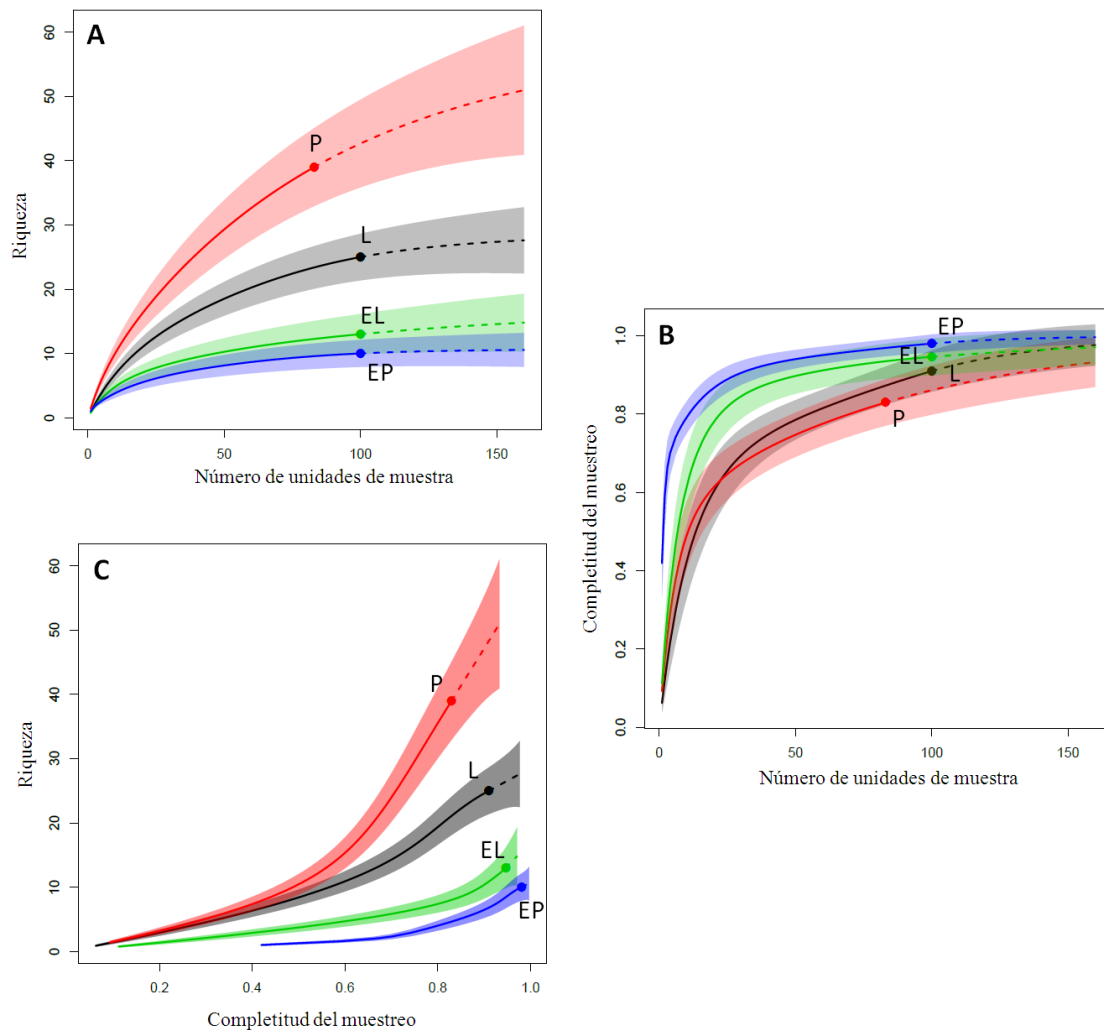 A
Riqueza
60
50
40
30
20
10
0
P
L
EL
EP
0 50 100 150
Número de unidades de muestra
B
Completitud del muestreo
1.0
0.8
0.6
0.4
0.2
0.0
EP
EL
L
P
0 50 100 150
Número de unidades de muestra
C
Riqueza
60
50
40
30
20
10
0
P
L
EL
EP
0.2 0.4 0.6 0.8 1.0
Completitud del muestreo